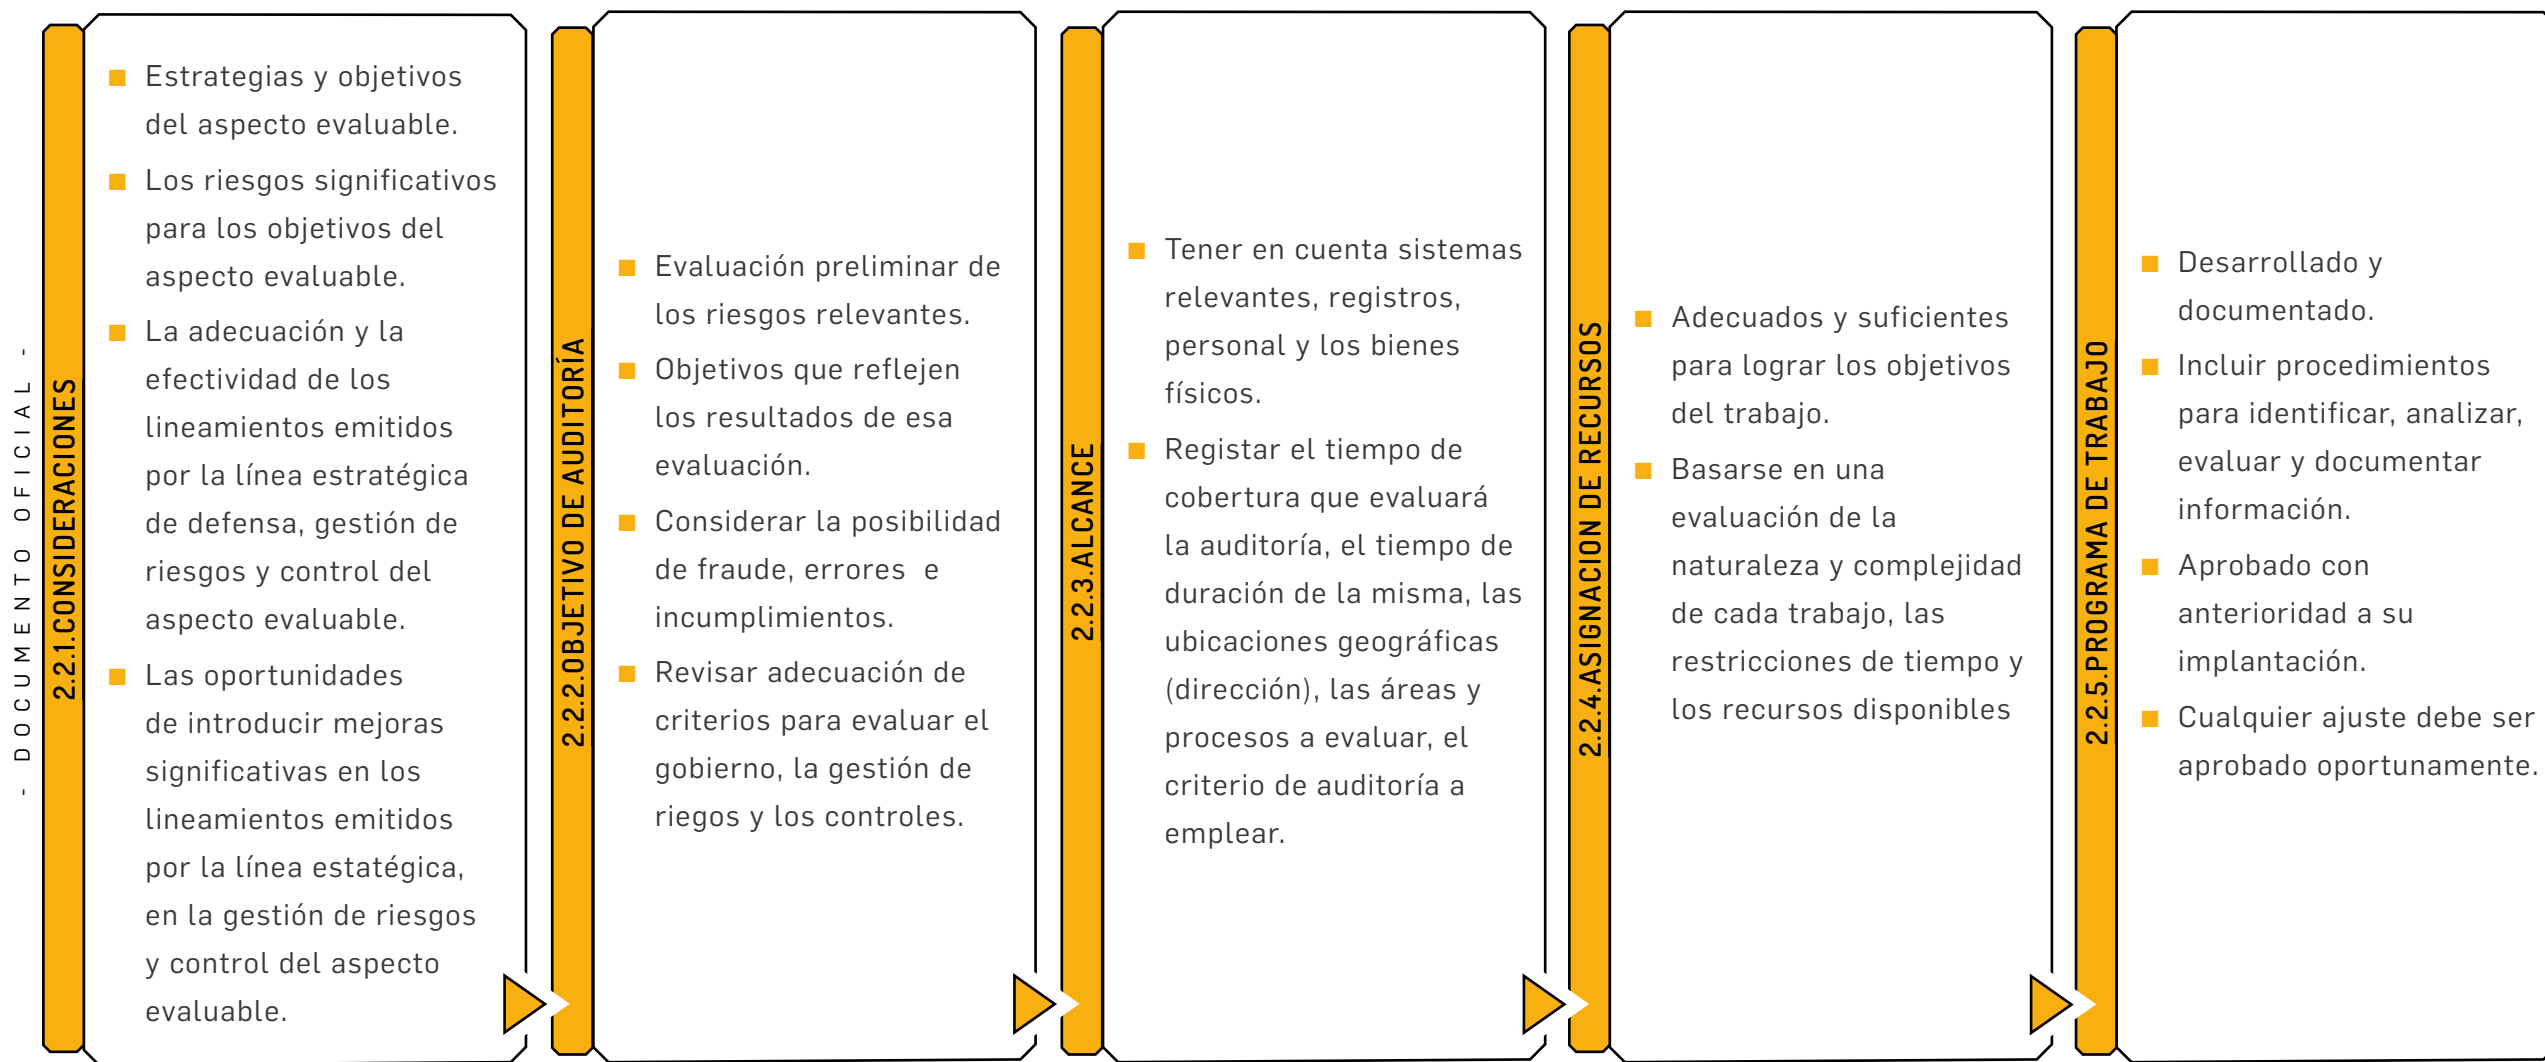 - DOCUMENTO OFICIAL -
2.2.1.CONSIDERACIONES
Estrategias y objetivos
del aspecto evaluable.
Los riesgos significativos
para los objetivos del
aspecto evaluable.
La adecuación y la
efectividad de los
lineamientos emitidos
por la línea estratégica
de defensa, gestión de
riesgos y control del
aspecto evaluable.
Las oportunidades
de introducir mejoras
significativas en los
lineamientos emitidos
por la línea estatégica,
en la gestión de riesgos
y control del aspecto
evaluable.
2.2.2.OBJETIVO DE AUDITORÍA
Evaluación preliminar de
los riesgos relevantes.
Objetivos que reflejen
los resultados de esa
evaluación.
Considerar la posibilidad
de fraude, errores e
incumplimientos.
Revisar adecuación de
criterios para evaluar el
gobierno, la gestión de
riegos y los controles.
2.2.3.ALCANCE
Tener en cuenta sistemas
relevantes, registros,
personal y los bienes
físicos.
Registar el tiempo de
cobertura que evaluará
la auditoría, el tiempo de
duración de la misma, las
ubicaciones geográficas
(dirección), las áreas y
procesos a evaluar, el
criterio de auditoría a
emplear.
2.2.4.ASIGNACION DE RECURSOS
Adecuados y suficientes
para lograr los objetivos
del trabajo.
Basarse en una
evaluación de la
naturaleza y complejidad
de cada trabajo, las
restricciones de tiempo y
los recursos disponibles
2.2.5.PROGRAMA DE TRABAJO
Desarrollado y
documentado.
Incluir procedimientos
para identificar, analizar,
evaluar y documentar
información.
Aprobado con
anterioridad a su
implantación.
Cualquier ajuste debe ser
aprobado oportunamente.